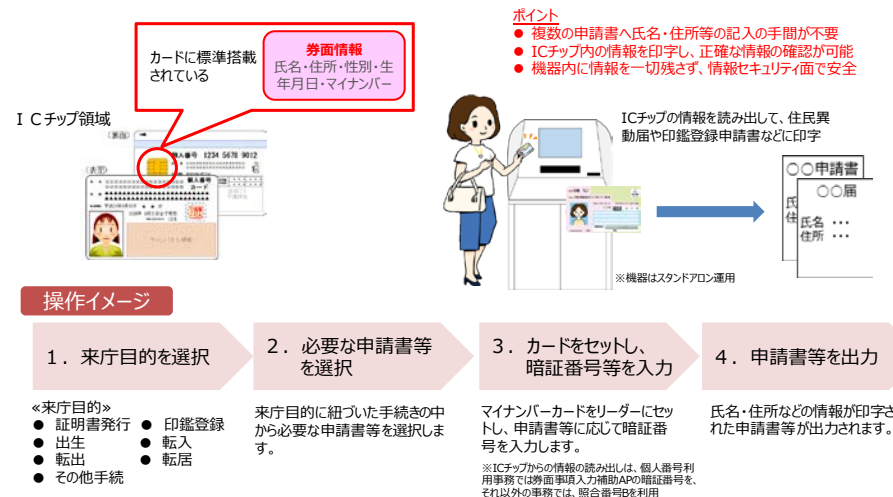 ポイント
● 複数の申請書へ氏名・住所等の記入の手間が不要
● ICチップ内の情報を印字し、正確な情報の確認が可能
● 機器内に情報を一切残さず、情報セキュリティ面で安全
カードに標準搭載
されている
券面情報
氏名・住所・性別・生
年月日・マイナンバー
ＩＣチップ領域
(裏面)
個人番号 1234 5678 9012
(表面)
個人番号
カード
ICチップの情報を読み出して、住民異
動届や印鑑登録申請書などに印字
○○申請書
○○届
氏
住
氏名 …
住所 …
※機器はスタンドアロン運用
操作イメージ
1．来庁目的を選択
2．必要な申請書等
を選択
3．カードをセットし、
暗証番号等を入力
4．申請書等を出力
≪来庁目的≫
● 証明書発行 ● 印鑑登録
● 出生 ● 転入
● 転出 ● 転居
● その他手続
来庁目的に紐づいた手続きの中
から必要な申請書等を選択しま
す。
マイナンバーカードをリーダーにセッ
トし、申請書等に応じて暗証番
号を入力します。
※ICチップからの情報の読み出しは、個人番号利
用事務では券面事項入力補助APの暗証番号を、
それ以外の事務では、照合番号Bを利用
氏名・住所などの情報が印字さ
れた申請書等が出力されます。